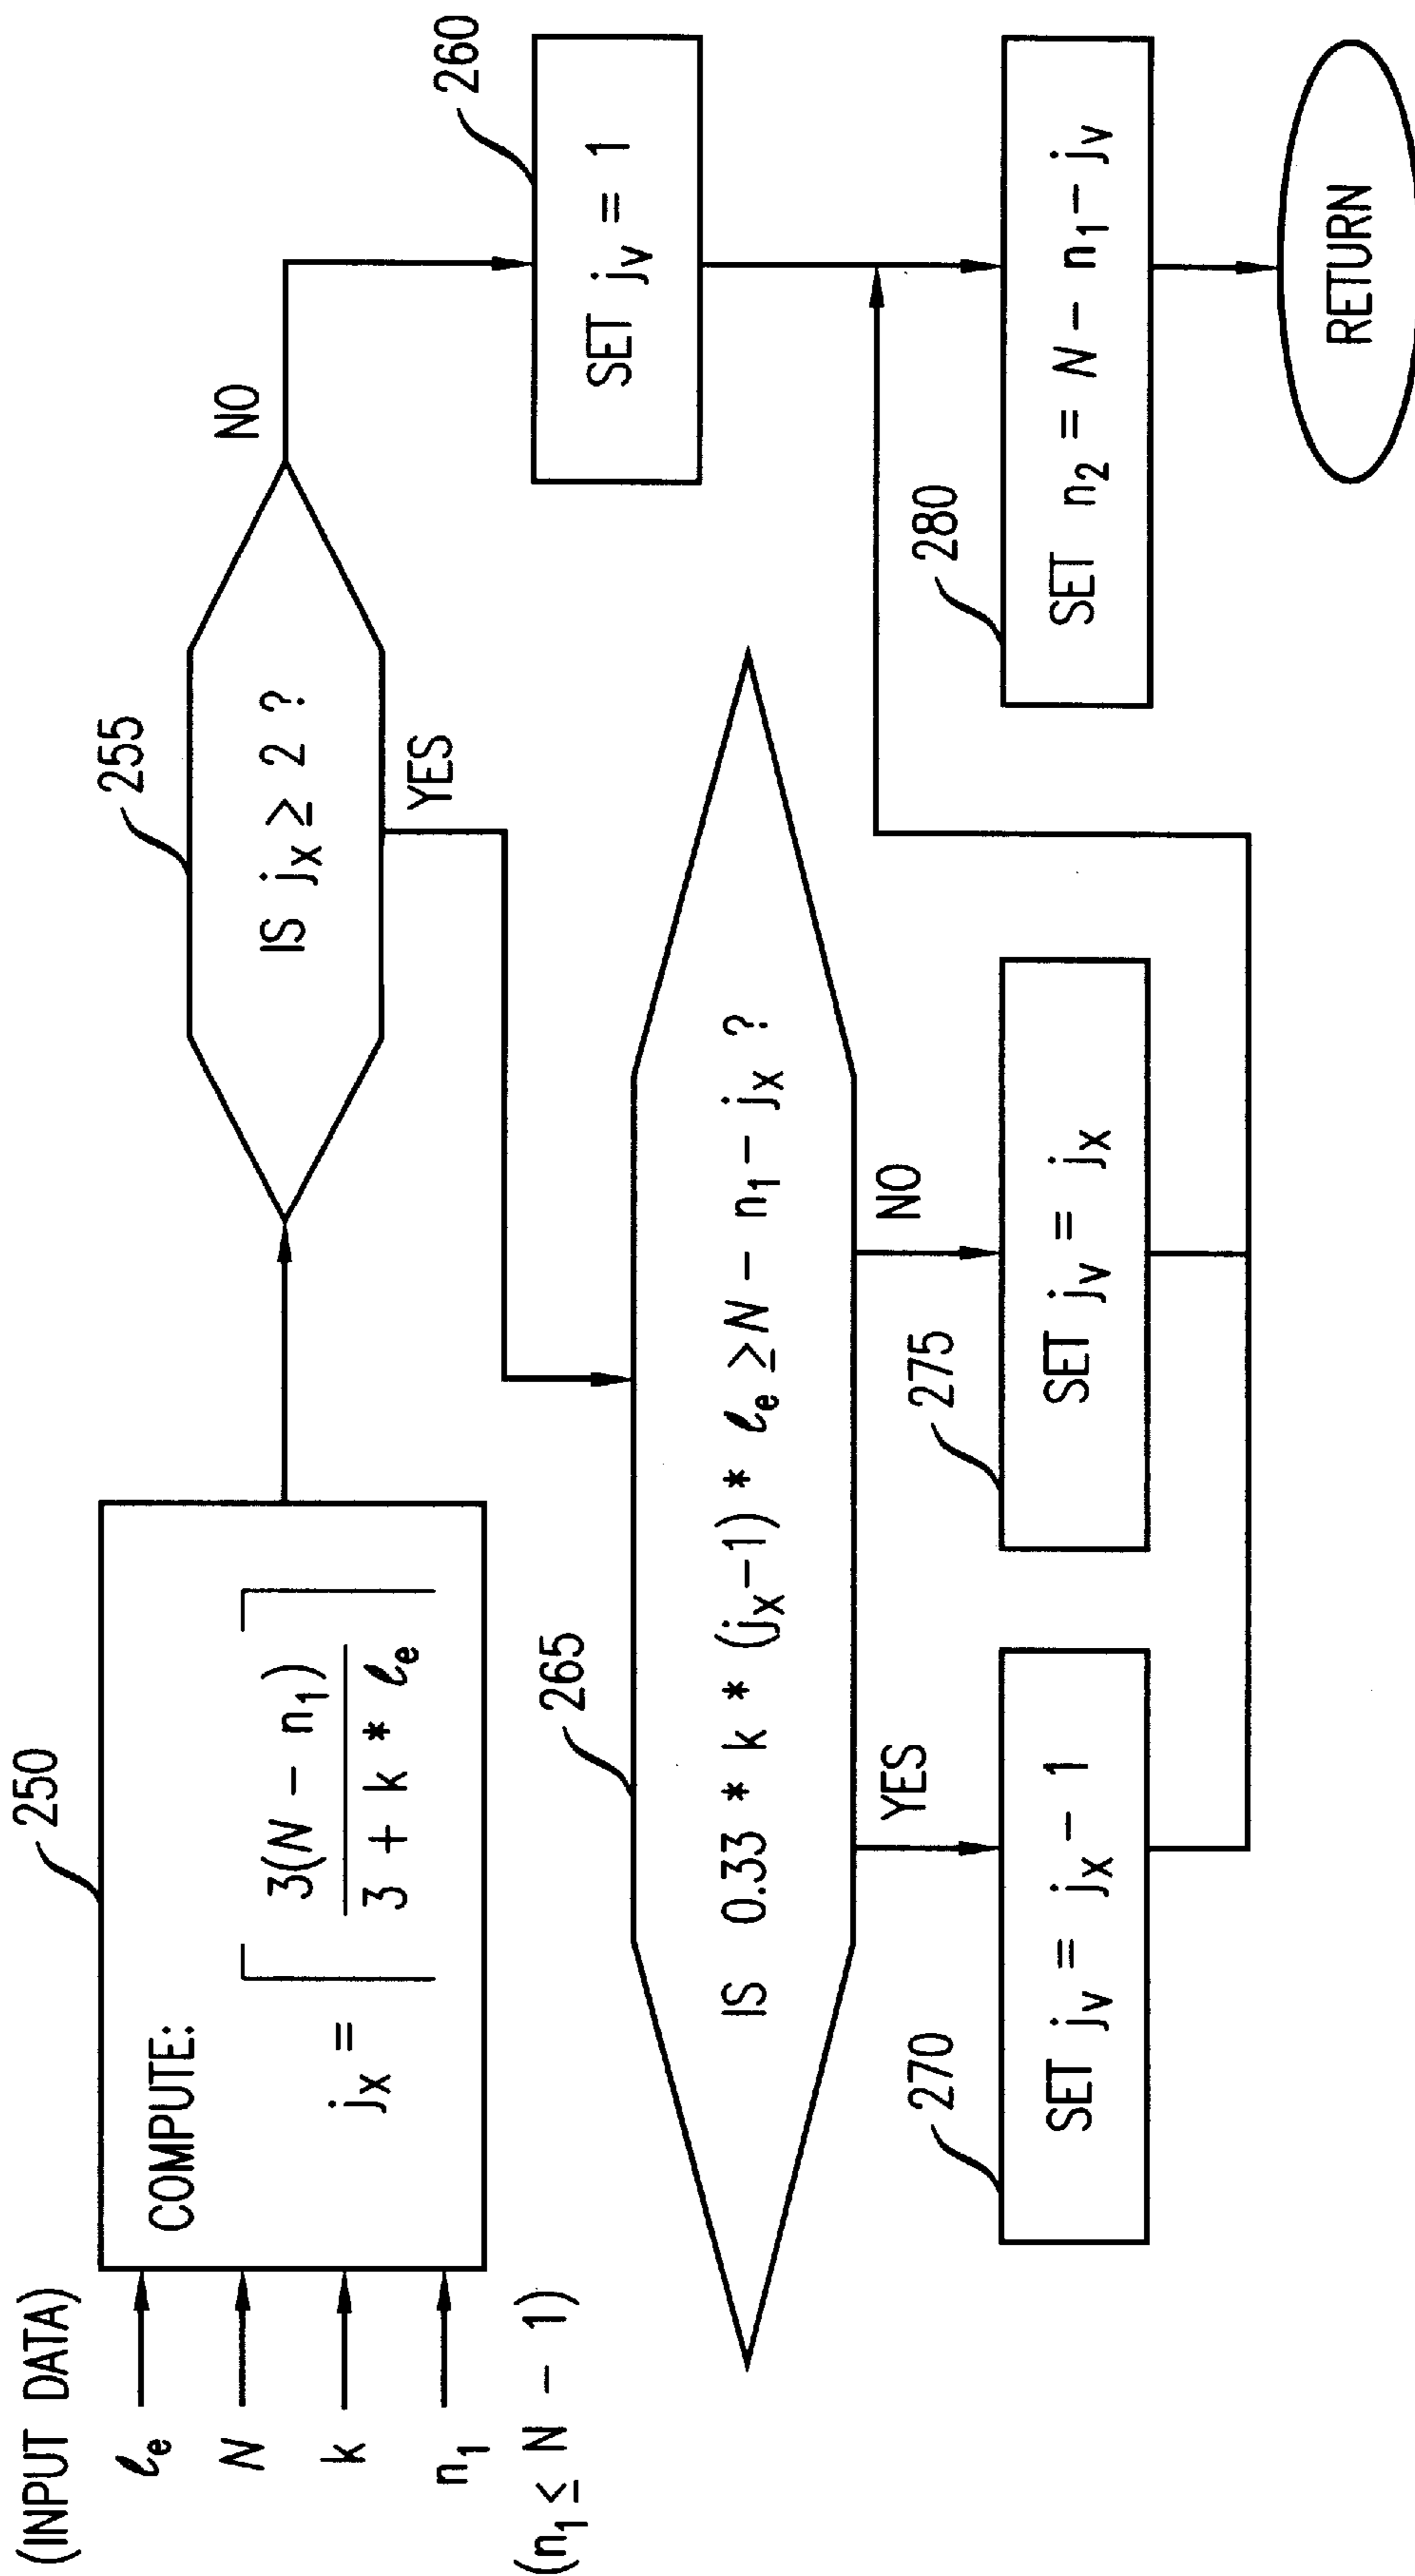 (INPUT DATA)
ℓe
N
k
n1
(n1 ≤ N - 1)
250
COMPUTE:
jx = ⌈ 3(N - n1) / 3 + k * ℓe ⌉
255
IS jx ≥ 2 ?
NO
YES
260
SET jv = 1
265
IS 0.33 * k * (jx-1) * ℓe ≥ N - n1 - jx ?
YES
NO
270
SET jv = jx - 1
275
SET jv = jx
280
SET n2 = N - n1 - jv
RETURN